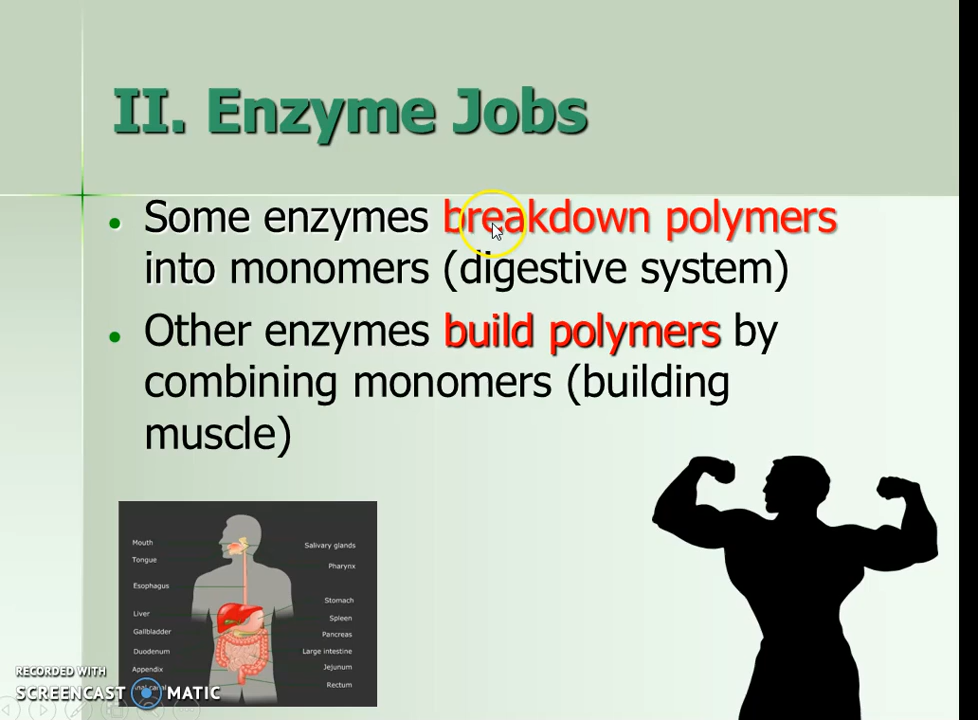 II. Enzyme Jobs
• Some enzymes breakdown polymers
into monomers (digestive system)
• Other enzymes build polymers by
combining monomers (building
muscle)
Mouth
Tongue
Esophagus
Liver
Gallbladder
Duodenum
Appendix
Salivary glands
Pharynx
Stomach
Spleen
Pancreas
Large intestine
Jejunum
Rectum
RECORDED WITH
SCREENCAST MATIC